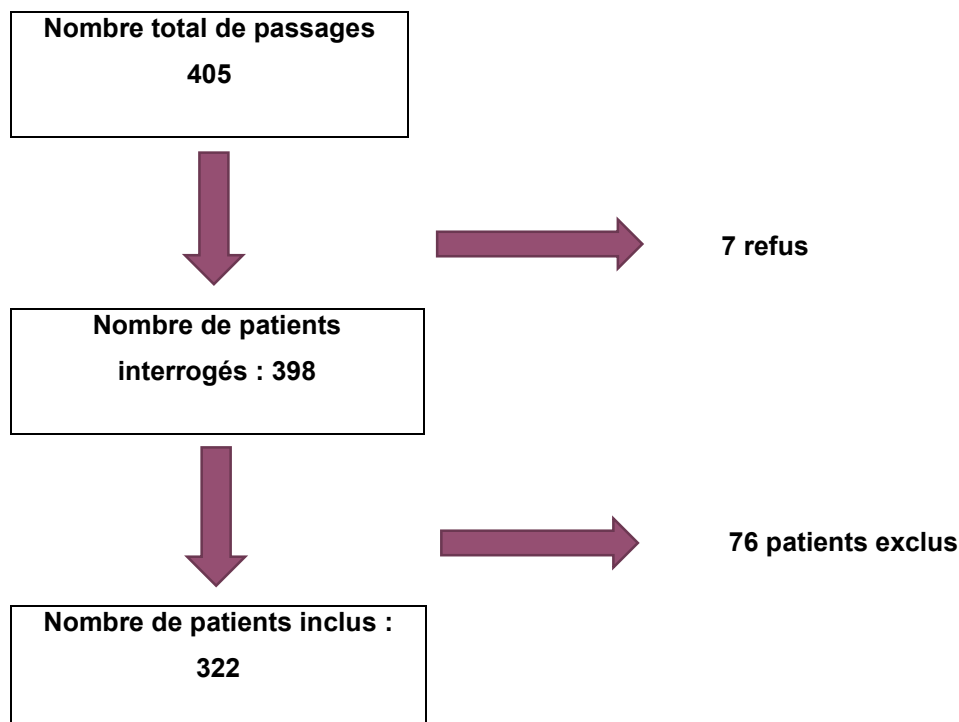 Nombre total de passages
405
7 refus
Nombre de patients
interrogés : 398
76 patients exclus
Nombre de patients inclus :
322